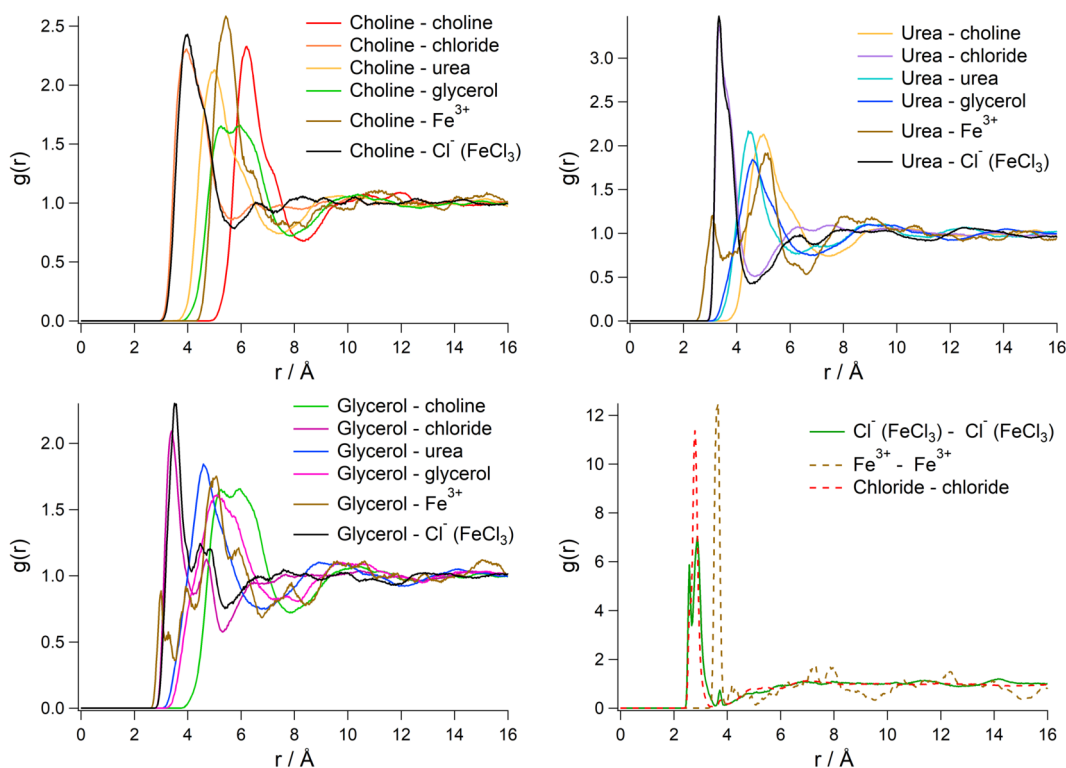 2.5
2.0
1.5
1.0
0.5
0.0
g(r)
0 2 4 6 8 10 12 14 16
r / Å
Choline - choline
Choline - chloride
Choline - urea
Choline - glycerol
Choline - Fe³⁺
Choline - Cl⁻ (FeCl₃)
3.0
2.5
2.0
1.5
1.0
0.5
0.0
g(r)
0 2 4 6 8 10 12 14 16
r / Å
Urea - choline
Urea - chloride
Urea - urea
Urea - glycerol
Urea - Fe³⁺
Urea - Cl⁻ (FeCl₃)
2.0
1.5
1.0
0.5
0.0
g(r)
0 2 4 6 8 10 12 14 16
r / Å
Glycerol - choline
Glycerol - chloride
Glycerol - urea
Glycerol - glycerol
Glycerol - Fe³⁺
Glycerol - Cl⁻ (FeCl₃)
12
10
8
6
4
2
0
g(r)
0 2 4 6 8 10 12 14 16
r / Å
Cl⁻ (FeCl₃) - Cl⁻ (FeCl₃)
Fe³⁺ - Fe³⁺
Chloride - chloride